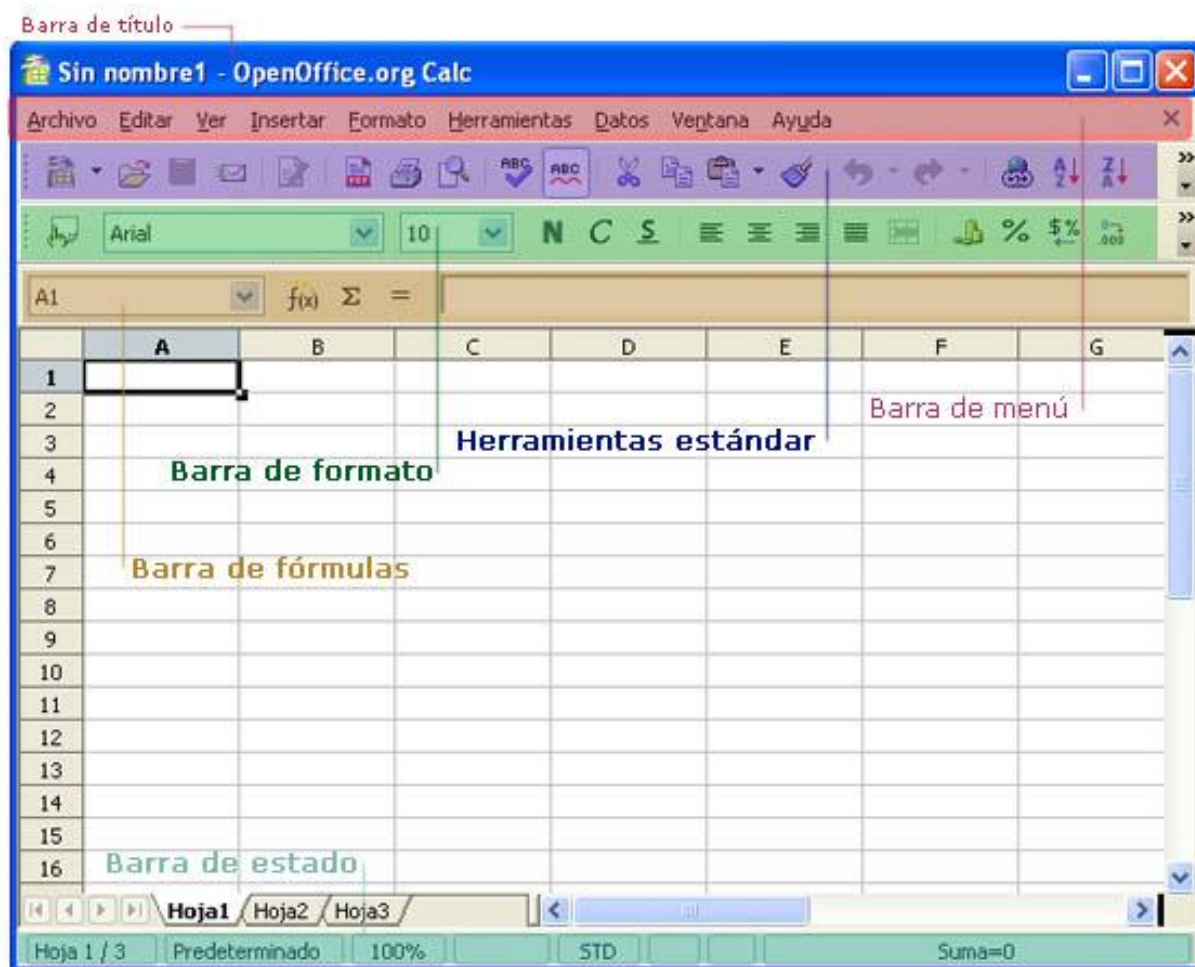 Barra de título
Sin nombre1 - OpenOffice.org Calc
Archivo Editar Ver Insertar Formato Herramientas Datos Ventana Ayuda
ABC ABC A Z Z A
Arial 10 N C S % $% .000
A1 f(x) Σ =
A B C D E F G
1
2
Barra de menú
3
Herramientas estándar
4
Barra de formato
5
6
7
Barra de fórmulas
8
9
10
11
12
13
14
15
16
Barra de estado
Hoja1 Hoja2 Hoja3
Hoja 1 / 3 Predeterminado 100% STD Suma=0